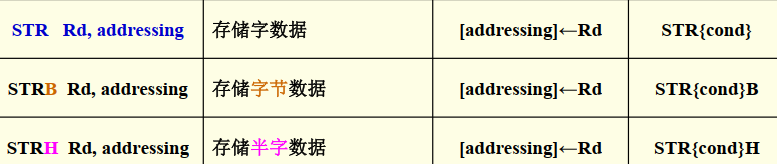 STR Rd, addressing 存储字数据 [addressing]←Rd STR{cond}
STRB Rd, addressing 存储字节数据 [addressing]←Rd STR{cond}B
STRH Rd, addressing 存储半字数据 [addressing]←Rd STR{cond}H